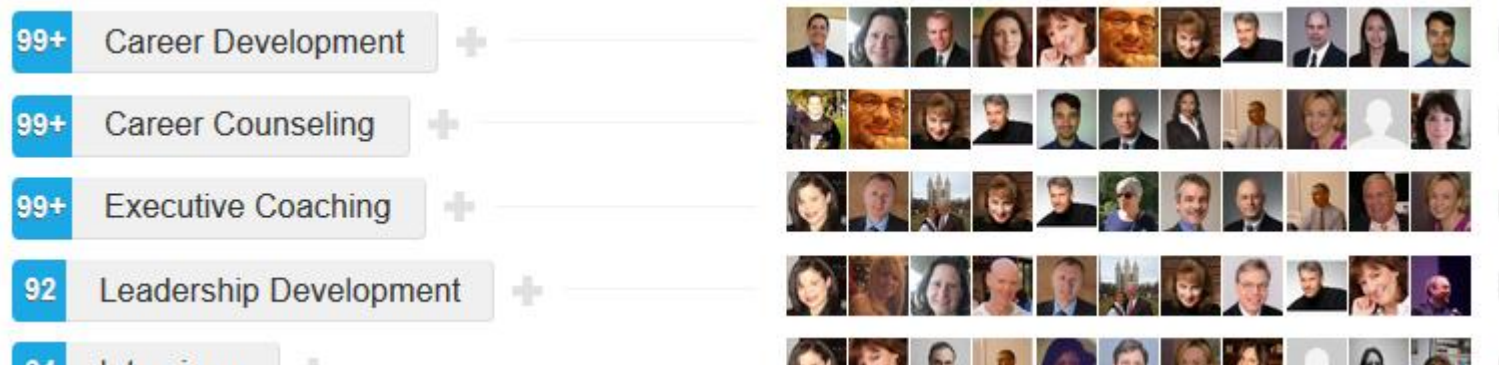 99+ Career Development
99+ Career Counseling
99+ Executive Coaching
92 Leadership Development